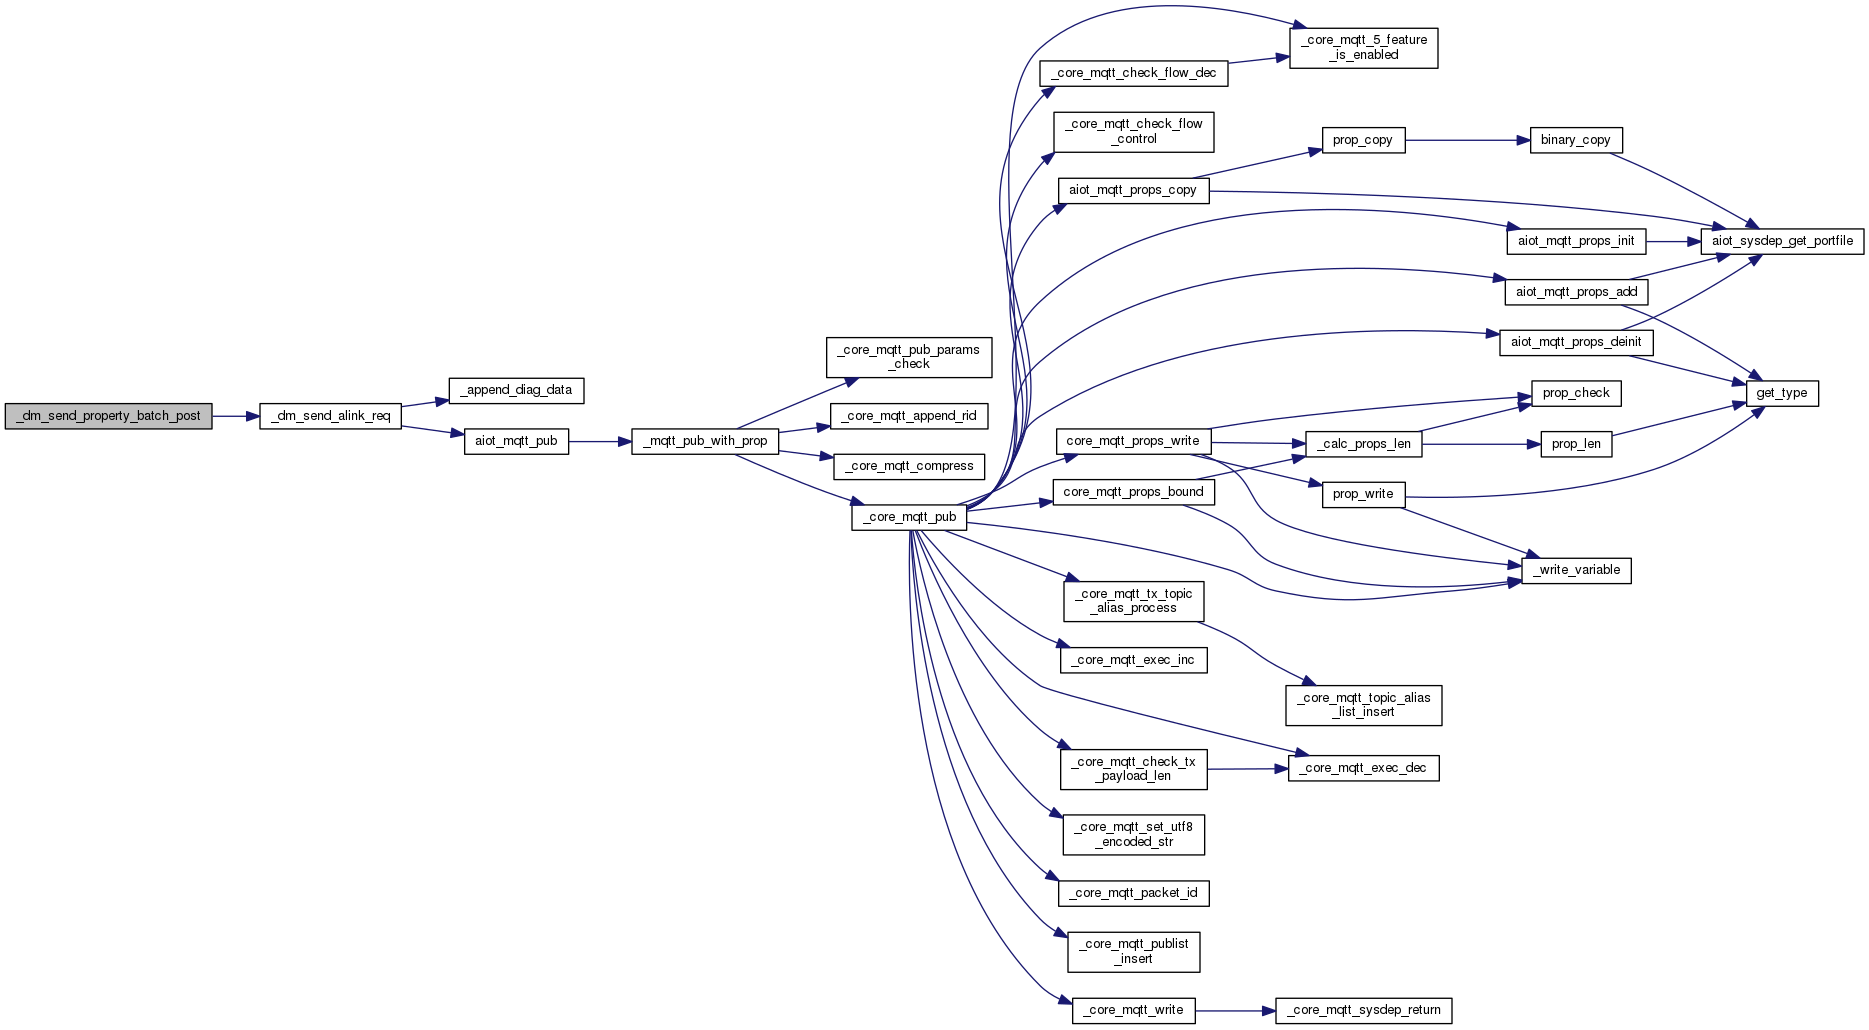 _dm_send_property_batch_post
_dm_send_alink_req
_append_diag_data
aiot_mqtt_pub
_mqtt_pub_with_prop
_core_mqtt_pub_params
_check
_core_mqtt_append_rid
_core_mqtt_compress
_core_mqtt_pub
_core_mqtt_5_feature
_is_enabled
_core_mqtt_check_flow_dec
_core_mqtt_check_flow
_control
aiot_mqtt_props_copy
prop_copy
binary_copy
aiot_sysdep_get_portfile
aiot_mqtt_props_init
aiot_mqtt_props_add
aiot_mqtt_props_deinit
get_type
core_mqtt_props_write
prop_check
_calc_props_len
prop_len
core_mqtt_props_bound
prop_write
_write_variable
_core_mqtt_tx_topic
_alias_process
_core_mqtt_exec_inc
_core_mqtt_topic_alias
_list_insert
_core_mqtt_check_tx
_payload_len
_core_mqtt_exec_dec
_core_mqtt_set_utf8
_encoded_str
_core_mqtt_packet_id
_core_mqtt_publist
_insert
_core_mqtt_write
_core_mqtt_sysdep_return